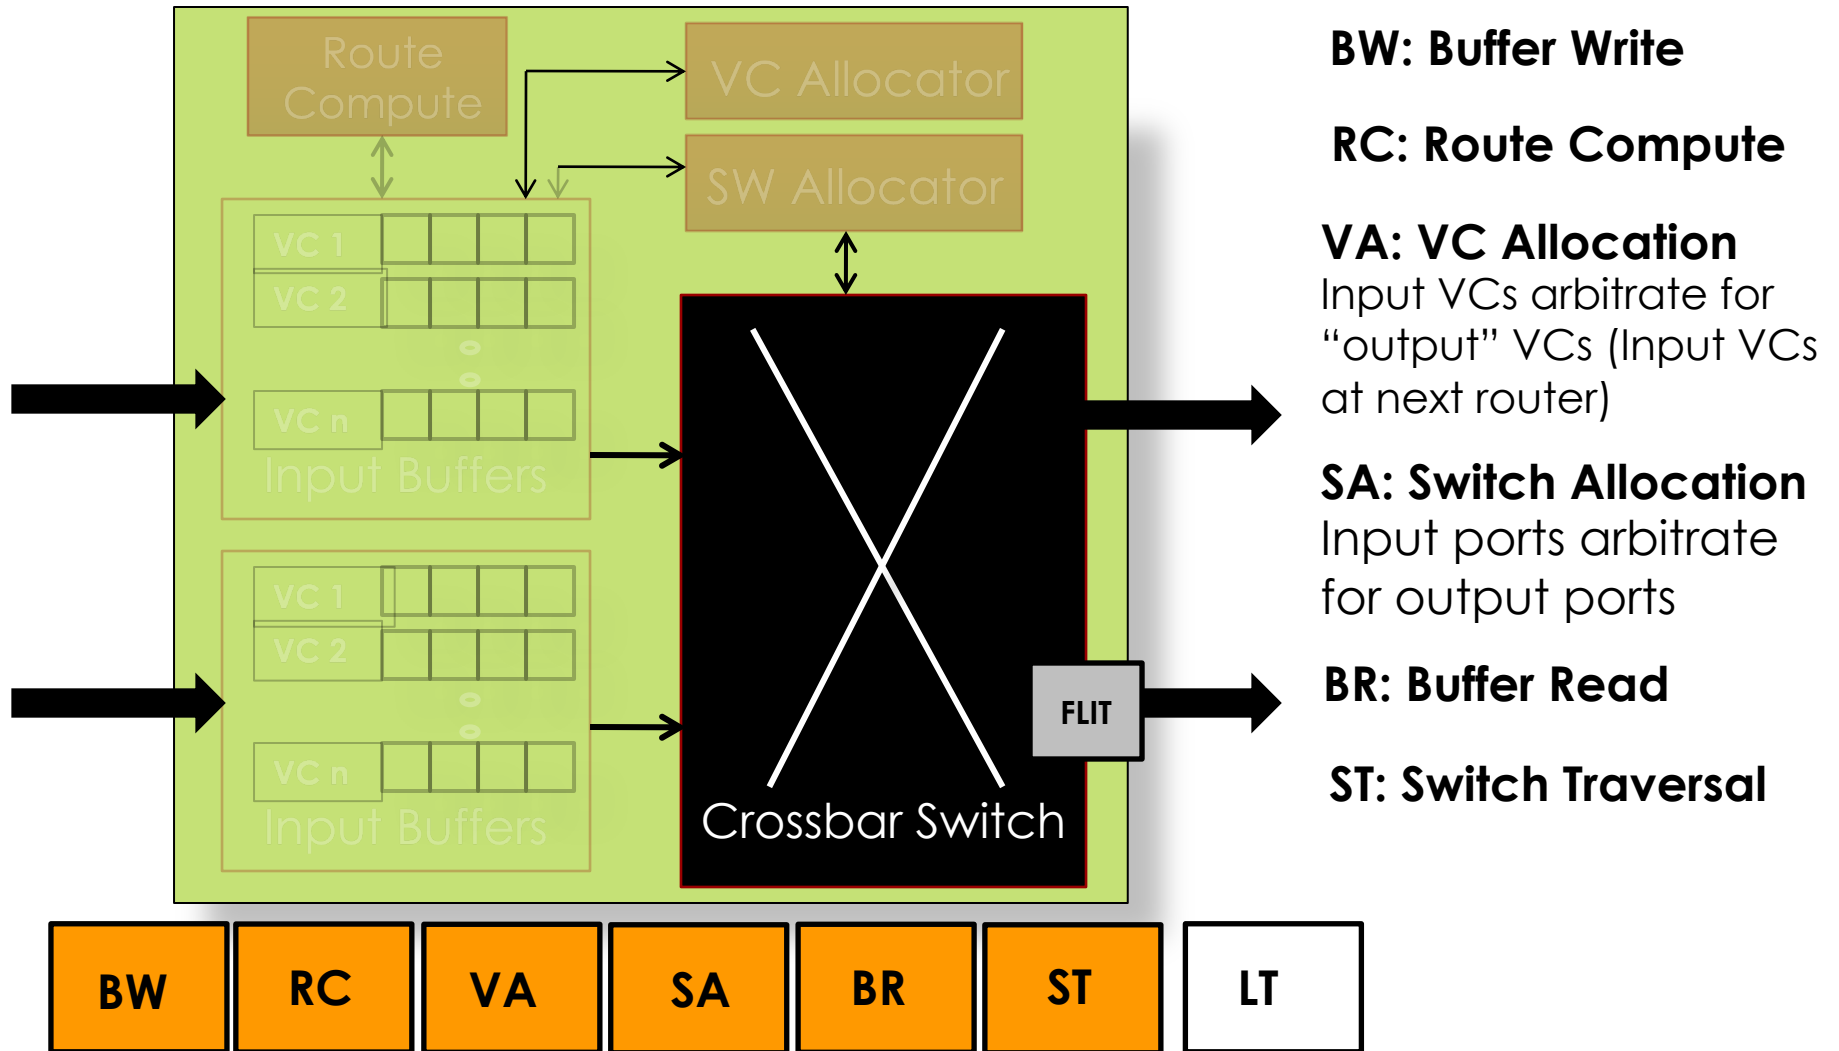 Route
Compute
VC Allocator
SW Allocator
VC 1
VC 2
VC n
Input Buffers
VC 1
VC 2
VC n
Input Buffers
Crossbar Switch
FLIT
BW: Buffer Write
RC: Route Compute
VA: VC Allocation
Input VCs arbitrate for
“output” VCs (Input VCs
at next router)
SA: Switch Allocation
Input ports arbitrate
for output ports
BR: Buffer Read
ST: Switch Traversal
BW
RC
VA
SA
BR
ST
LT